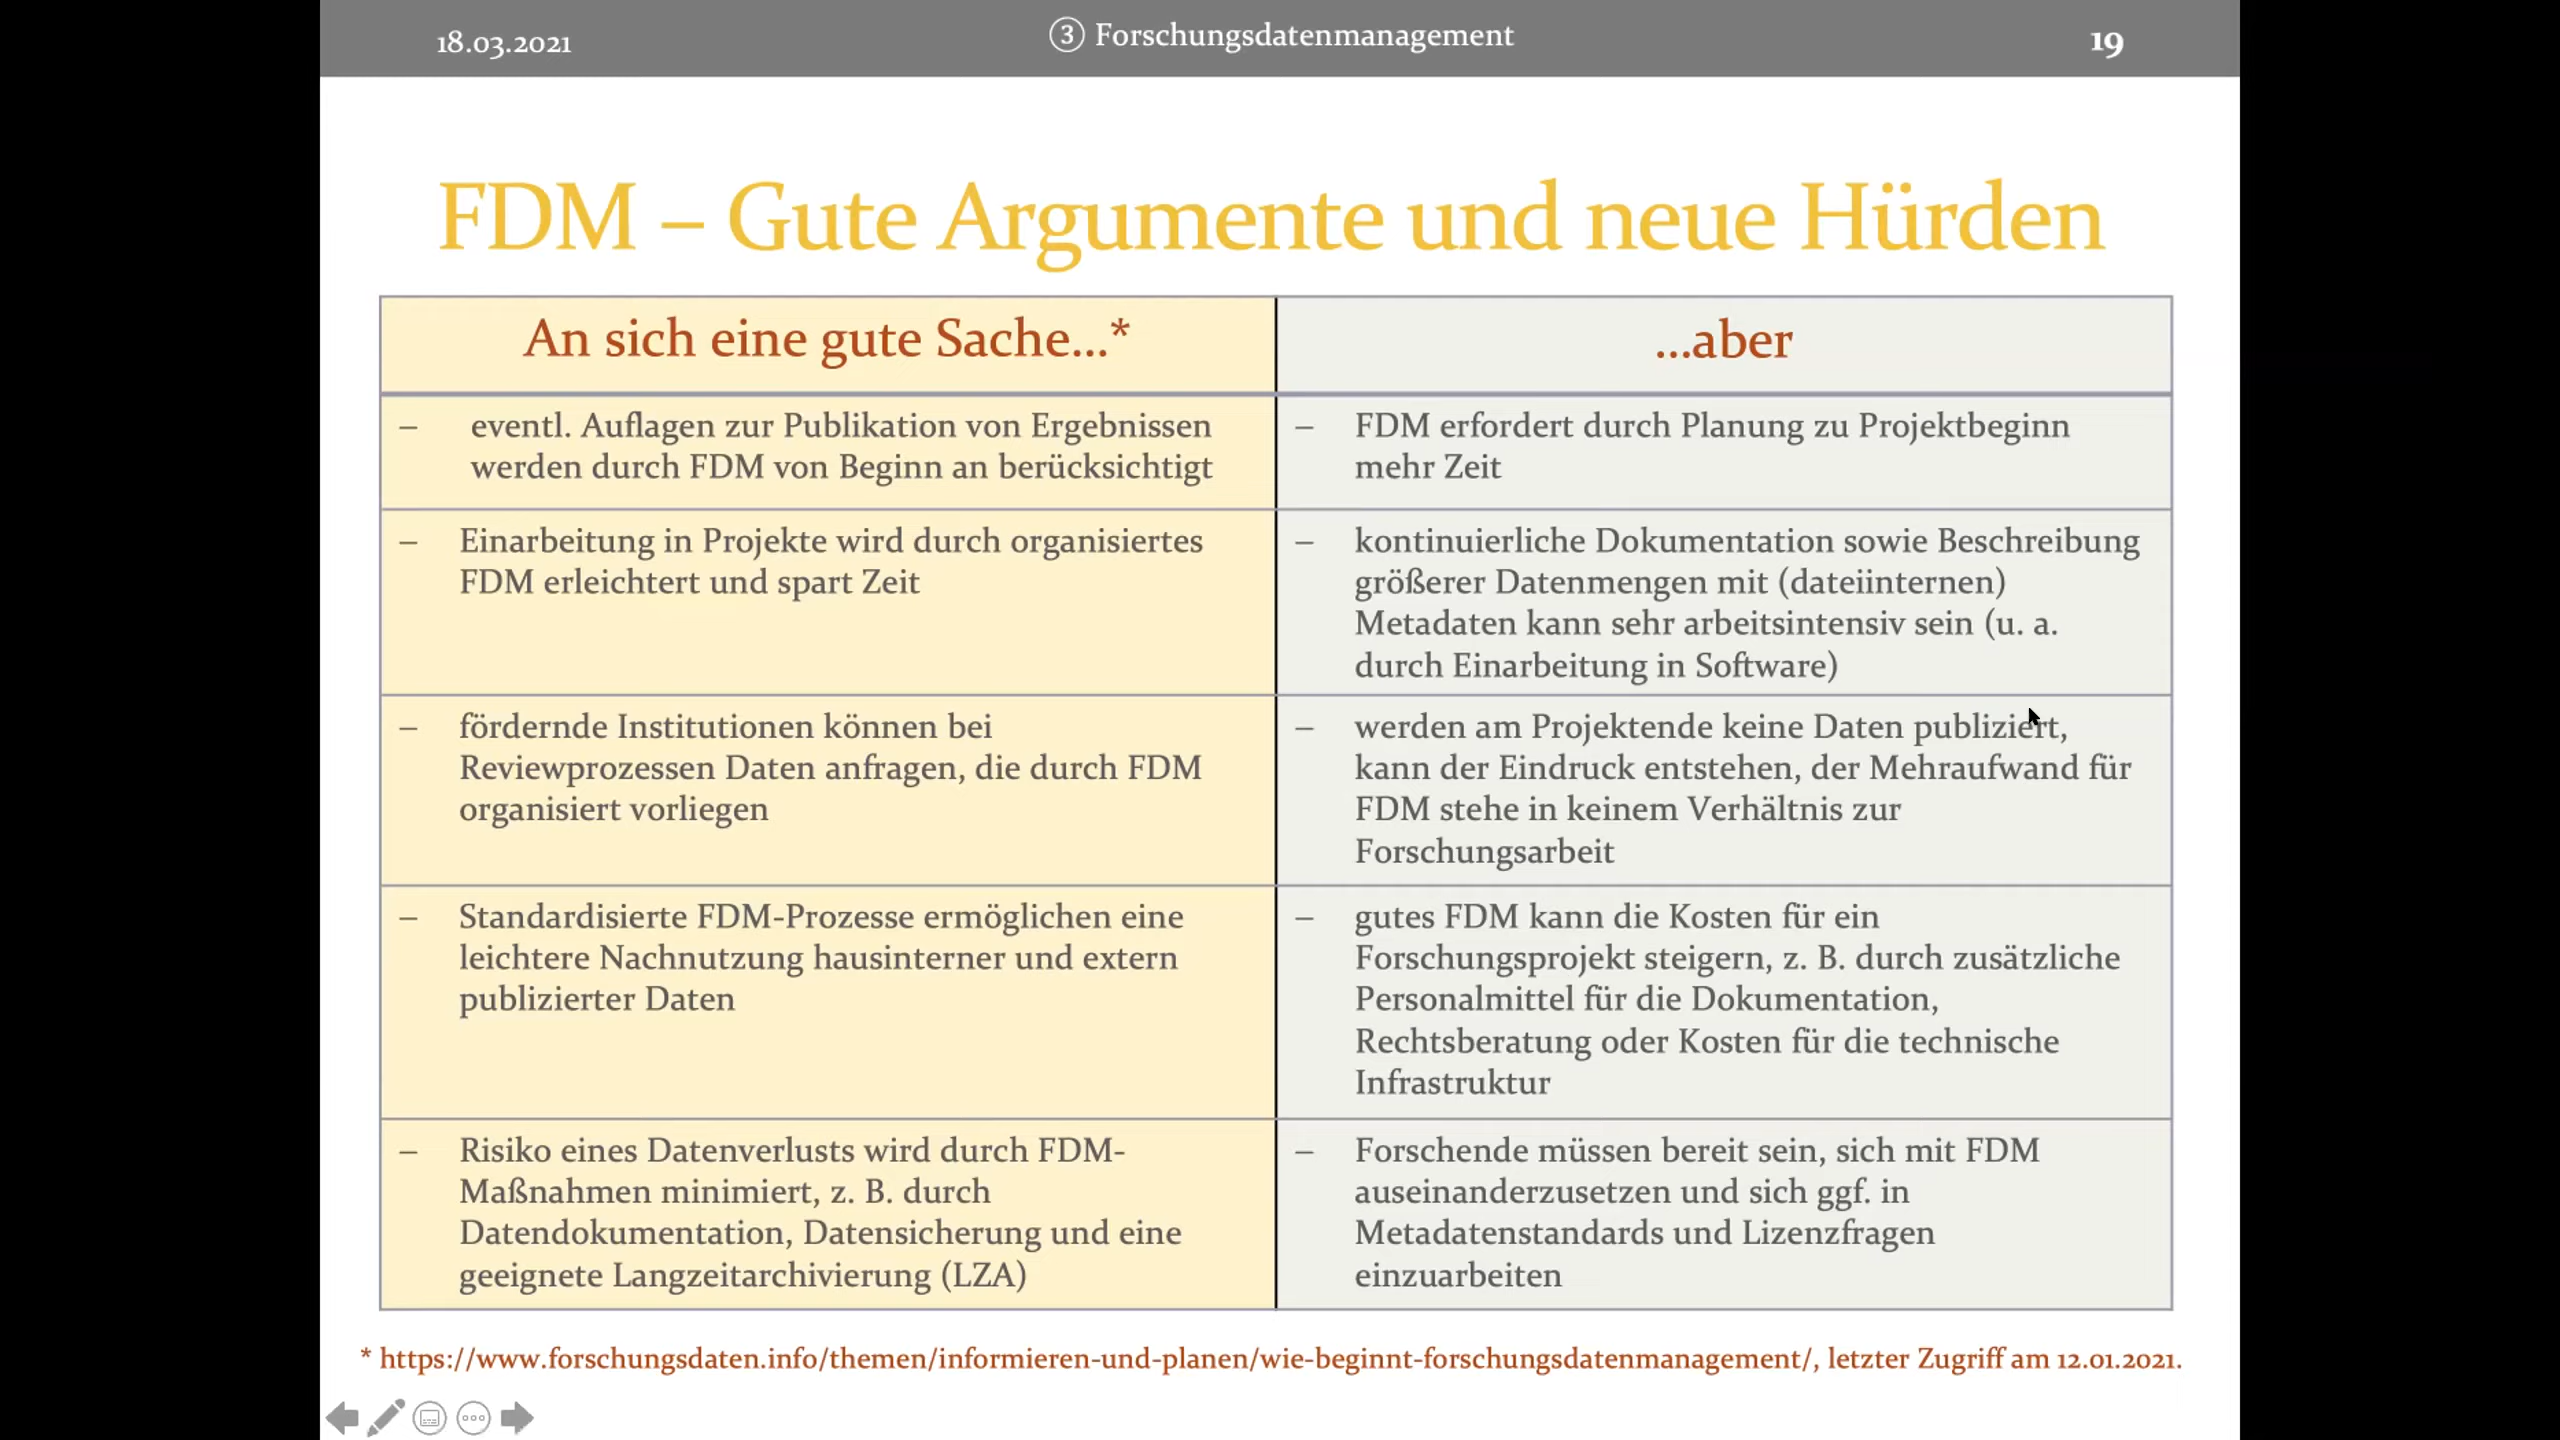 18.03.2021
③ Forschungsdatenmanagement
19
FDM – Gute Argumente und neue Hürden
An sich eine gute Sache...*
...aber
– eventl. Auflagen zur Publikation von Ergebnissen
werden durch FDM von Beginn an berücksichtigt
– FDM erfordert durch Planung zu Projektbeginn
mehr Zeit
– Einarbeitung in Projekte wird durch organisiertes
FDM erleichtert und spart Zeit
– kontinuierliche Dokumentation sowie Beschreibung
größerer Datenmengen mit (dateiinternen)
Metadaten kann sehr arbeitsintensiv sein (u. a.
durch Einarbeitung in Software)
– fördernde Institutionen können bei
Reviewprozessen Daten anfragen, die durch FDM
organisiert vorliegen
– werden am Projektende keine Daten publiziert,
kann der Eindruck entstehen, der Mehraufwand für
FDM stehe in keinem Verhältnis zur
Forschungsarbeit
– Standardisierte FDM-Prozesse ermöglichen eine
leichtere Nachnutzung hausinterner und extern
publizierter Daten
– gutes FDM kann die Kosten für ein
Forschungsprojekt steigern, z. B. durch zusätzliche
Personalmittel für die Dokumentation,
Rechtsberatung oder Kosten für die technische
Infrastruktur
– Risiko eines Datenverlusts wird durch FDM-
Maßnahmen minimiert, z. B. durch
Datendokumentation, Datensicherung und eine
geeignete Langzeitarchivierung (LZA)
– Forschende müssen bereit sein, sich mit FDM
auseinanderzusetzen und sich ggf. in
Metadatenstandards und Lizenzfragen
einzuarbeiten
* https://www.forschungsdaten.info/themen/informieren-und-planen/wie-beginnt-forschungsdatenmanagement/, letzter Zugriff am 12.01.2021.